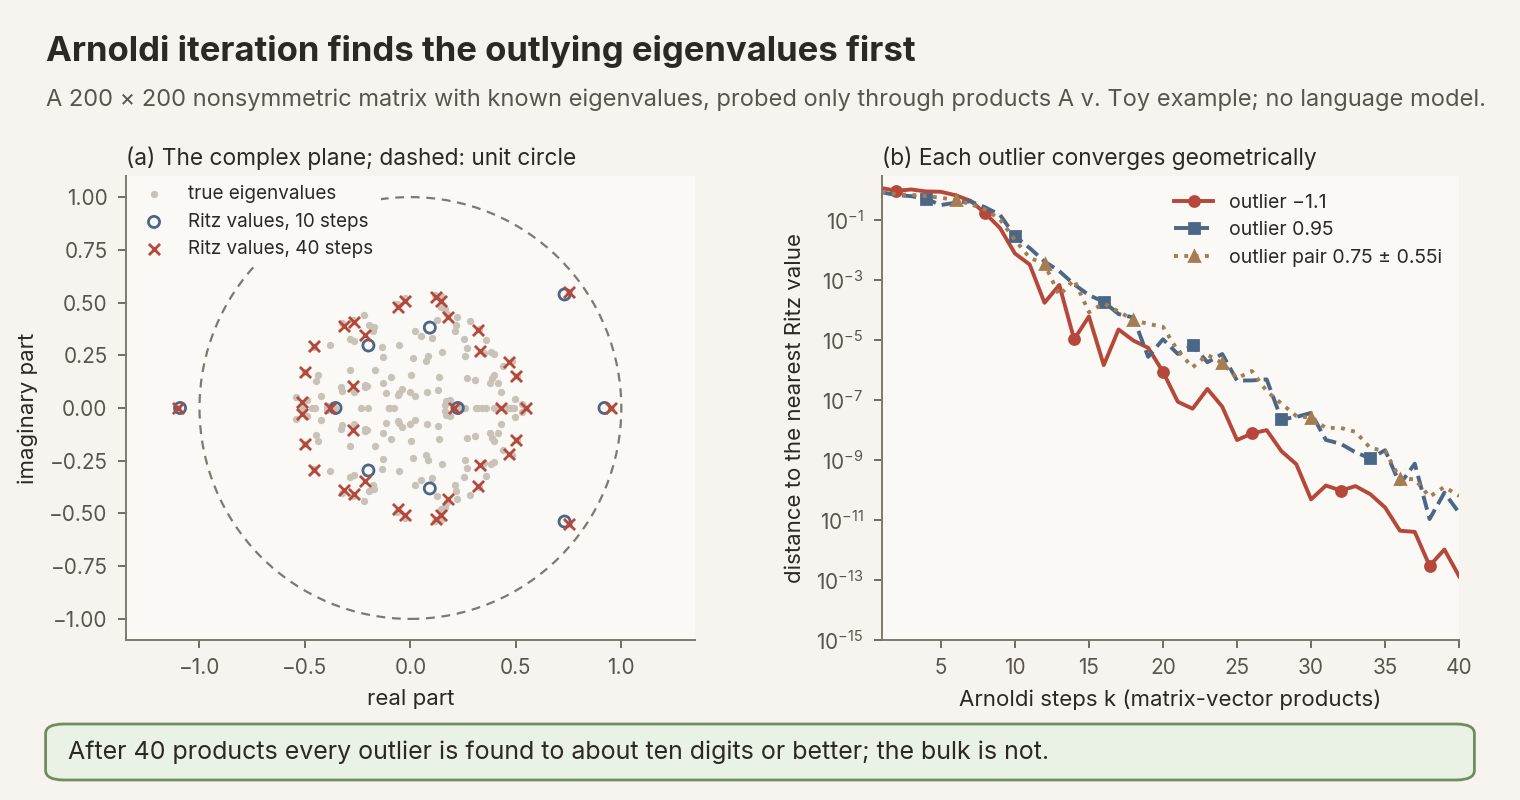 Arnoldi iteration finds the outlying eigenvalues first
A 200 × 200 nonsymmetric matrix with known eigenvalues, probed only through products A v. Toy example; no language model.
(a) The complex plane; dashed: unit circle
true eigenvalues
Ritz values, 10 steps
Ritz values, 40 steps
imaginary part
1.00
0.75
0.50
0.25
0.00
−0.25
−0.50
−0.75
−1.00
−1.0
−0.5
0.0
0.5
1.0
real part
(b) Each outlier converges geometrically
outlier −1.1
outlier 0.95
outlier pair 0.75 ± 0.55i
distance to the nearest Ritz value
10⁻¹
10⁻³
10⁻⁵
10⁻⁷
10⁻⁹
10⁻¹¹
10⁻¹³
10⁻¹⁵
5
10
15
20
25
30
35
40
Arnoldi steps k (matrix-vector products)
After 40 products every outlier is found to about ten digits or better; the bulk is not.